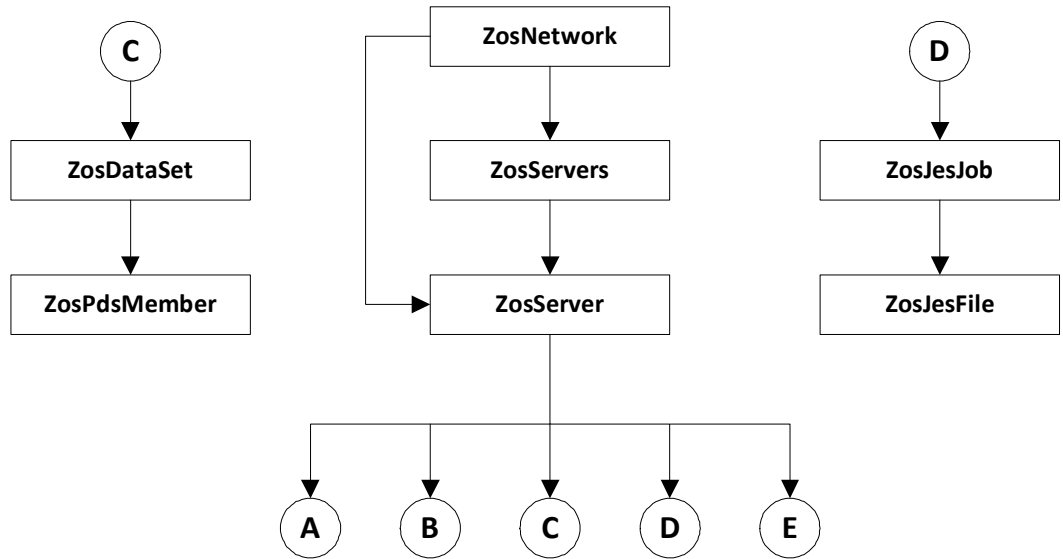 C
ZosNetwork
D
ZosDataSet
ZosServers
ZosJesJob
ZosPdsMember
ZosServer
ZosJesFile
A
B
C
D
E